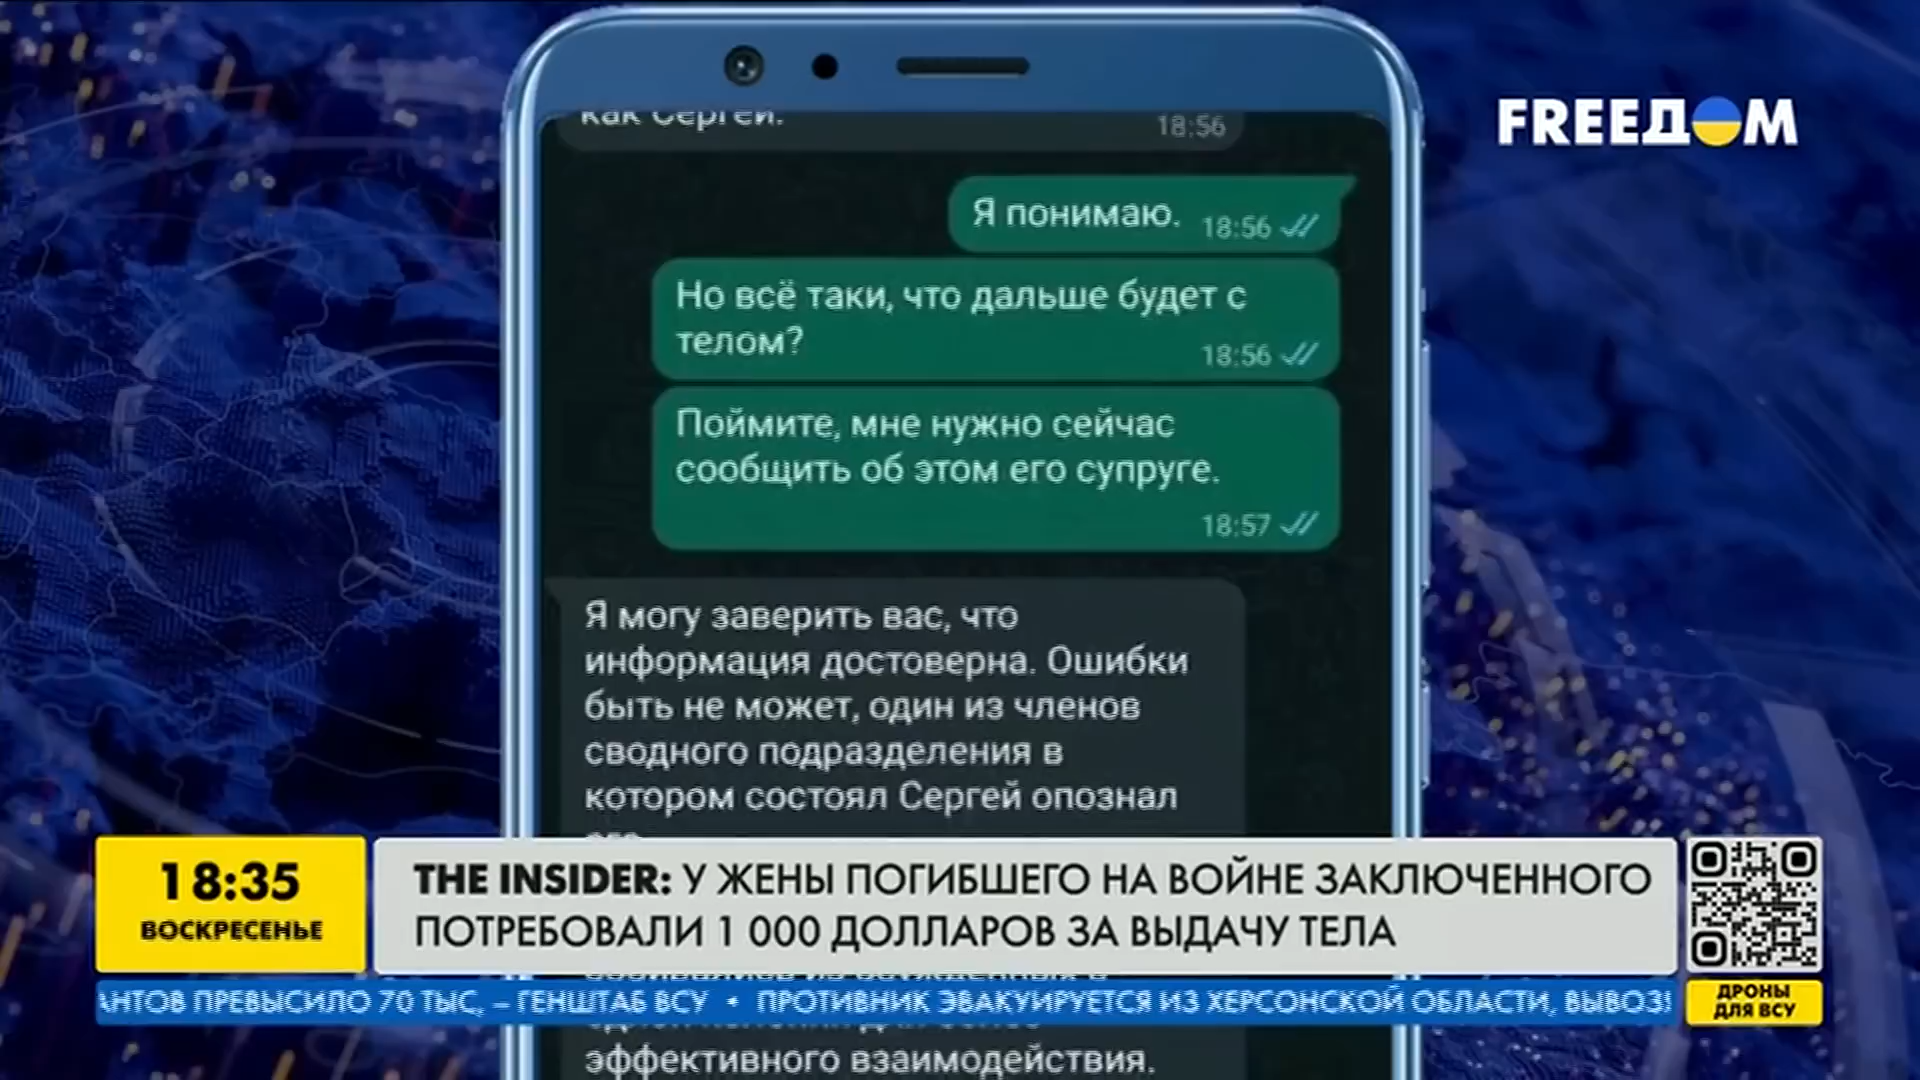 как Сергей.
18:56
FREEДОМ
Я понимаю.
18:56
Но всё таки, что дальше будет с
телом?
18:56
Поймите, мне нужно сейчас
сообщить об этом его супруге.
18:57
Я могу заверить вас, что
информация достоверна. Ошибки
быть не может, один из членов
сводного подразделения в
котором состоял Сергей опознал
18:35
ВОСКРЕСЕНЬЕ
THE INSIDER: У ЖЕНЫ ПОГИБШЕГО НА ВОЙНЕ ЗАКЛЮЧЕННОГО
ПОТРЕБОВАЛИ 1 000 ДОЛЛАРОВ ЗА ВЫДАЧУ ТЕЛА
АНТОВ ПРЕВЫСИЛО 70 ТЫС, – ГЕНШТАБ ВСУ • ПРОТИВНИК ЭВАКУИРУЕТСЯ ИЗ ХЕРСОНСКОЙ ОБЛАСТИ, ВЫВОЗЯ
ДРОНЫ
ДЛЯ ВСУ
эффективного взаимодействия.